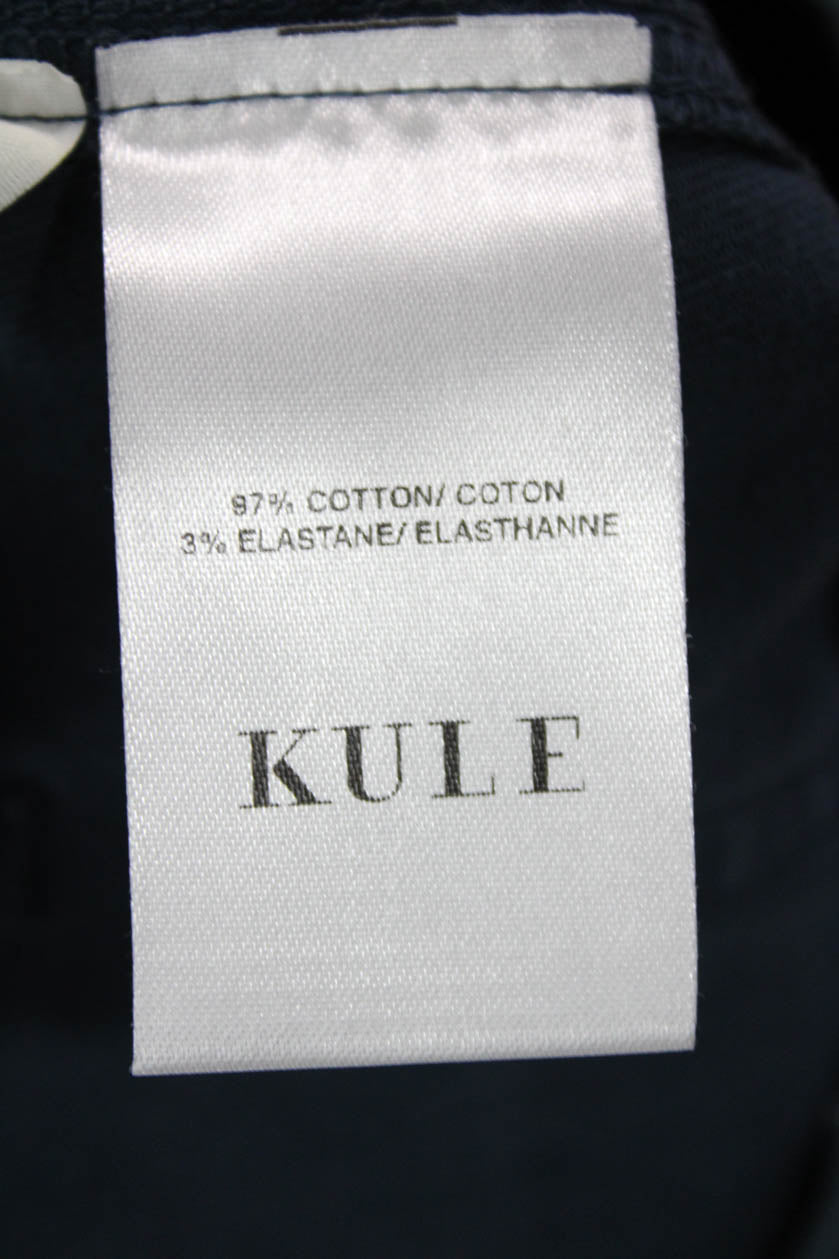 97% COTTON/ COTON
3% ELASTANE/ ELASTHANNE
KULE